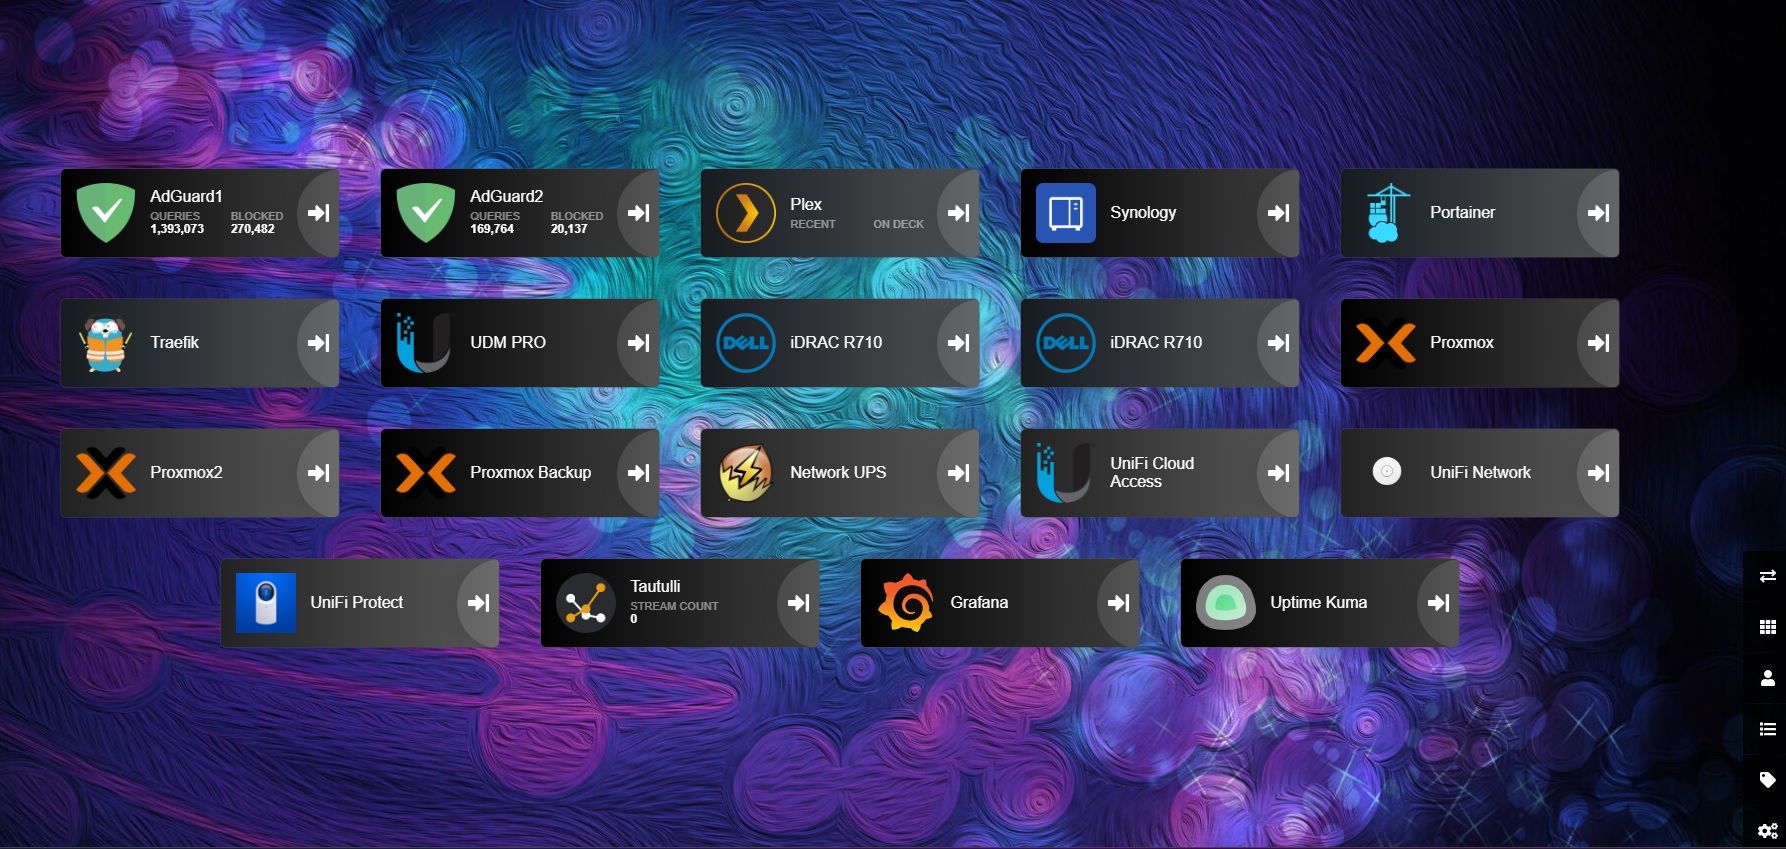 AdGuard1
QUERIES BLOCKED
1,393,073 270,482
AdGuard2
QUERIES BLOCKED
169,764 20,137
Plex
RECENT ON DECK
Synology
Portainer
Traefik
UDM PRO
DELL
iDRAC R710
DELL
iDRAC R710
Proxmox
Proxmox2
Proxmox Backup
Network UPS
UniFi Cloud
Access
UniFi Network
UniFi Protect
Tautulli
STREAM COUNT
0
Grafana
Uptime Kuma